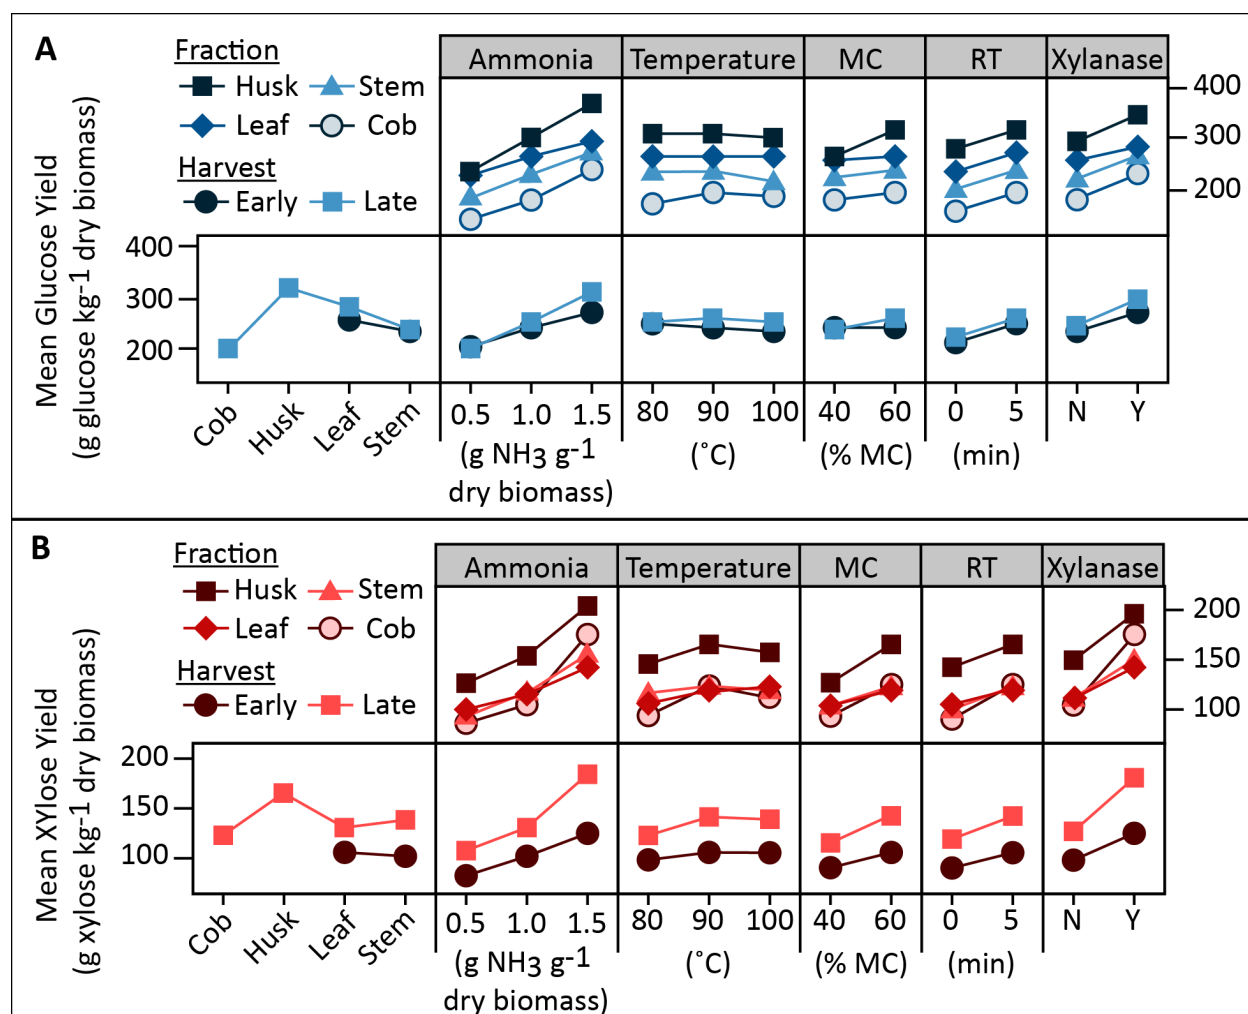 A
Fraction
Husk Stem
Leaf Cob
Harvest
Early Late
Ammonia Temperature MC RT Xylanase
400
300
200
Mean Glucose Yield
(g glucose kg-1 dry biomass)
400
300
200
Cob Husk Leaf Stem
0.5 1.0 1.5 80 90 100 40 60 0 5 N Y
(g NH3 g-1 (˚C) (% MC) (min)
dry biomass)
B
Fraction
Husk Stem
Leaf Cob
Harvest
Early Late
Ammonia Temperature MC RT Xylanase
200
150
100
Mean XYlose Yield
(g xylose kg-1 dry biomass)
200
150
100
Cob Husk Leaf Stem
0.5 1.0 1.5 80 90 100 40 60 0 5 N Y
(g NH3 g-1 (˚C) (% MC) (min)
dry biomass)